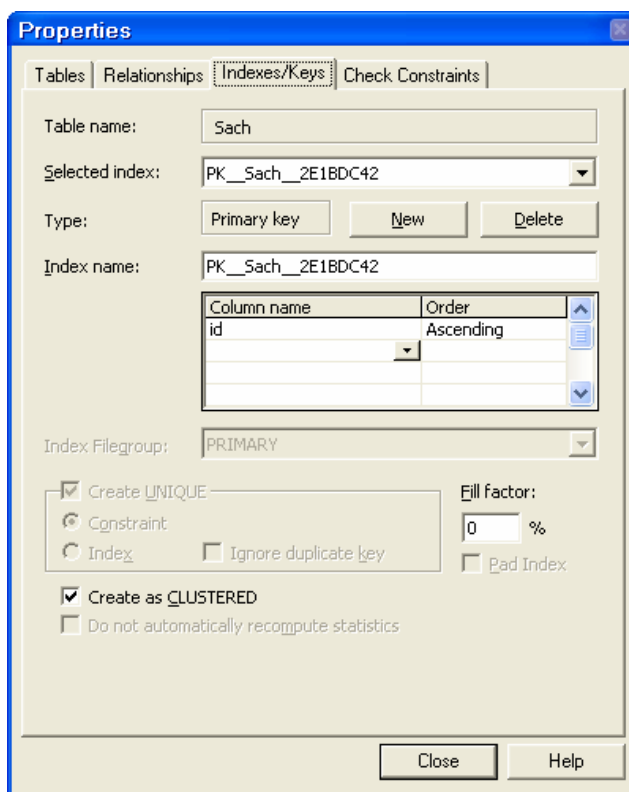 Properties
Tables Relationships Indexes/Keys Check Constraints
Table name: Sach
Selected index: PK__Sach__2E1BDC42
Type: Primary key New Delete
Index name: PK__Sach__2E1BDC42
Column name Order
id Ascending
Index Filegroup: PRIMARY
Create UNIQUE Fill factor:
Constraint 0 %
Index Ignore duplicate key Pad Index
Create as CLUSTERED
Do not automatically recompute statistics
Close Help